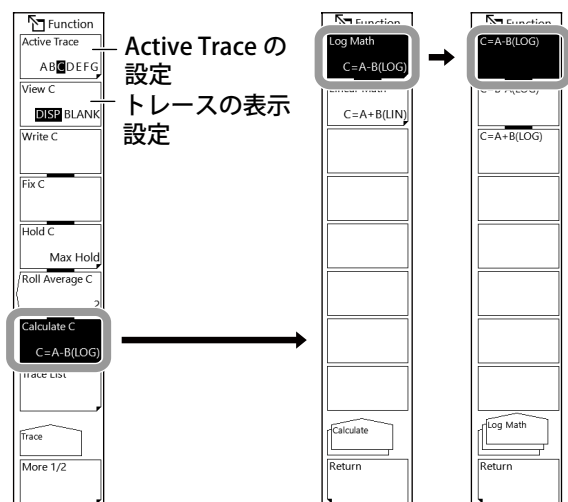 Function
Active Trace
ABCDEFG
View C
DISP BLANK
Write C
Fix C
Hold C
Max Hold
Roll Average C
2
Calculate C
C=A-B(LOG)
Trace List
Trace
More 1/2
Active Trace の
設定
トレースの表示
設定
Function
Log Math
C=A-B(LOG)
Linear Math
C=A+B(LIN)
Calculate
Return
Function
C=A-B(LOG)
C=B-A(LOG)
C=A+B(LOG)
Log Math
Return